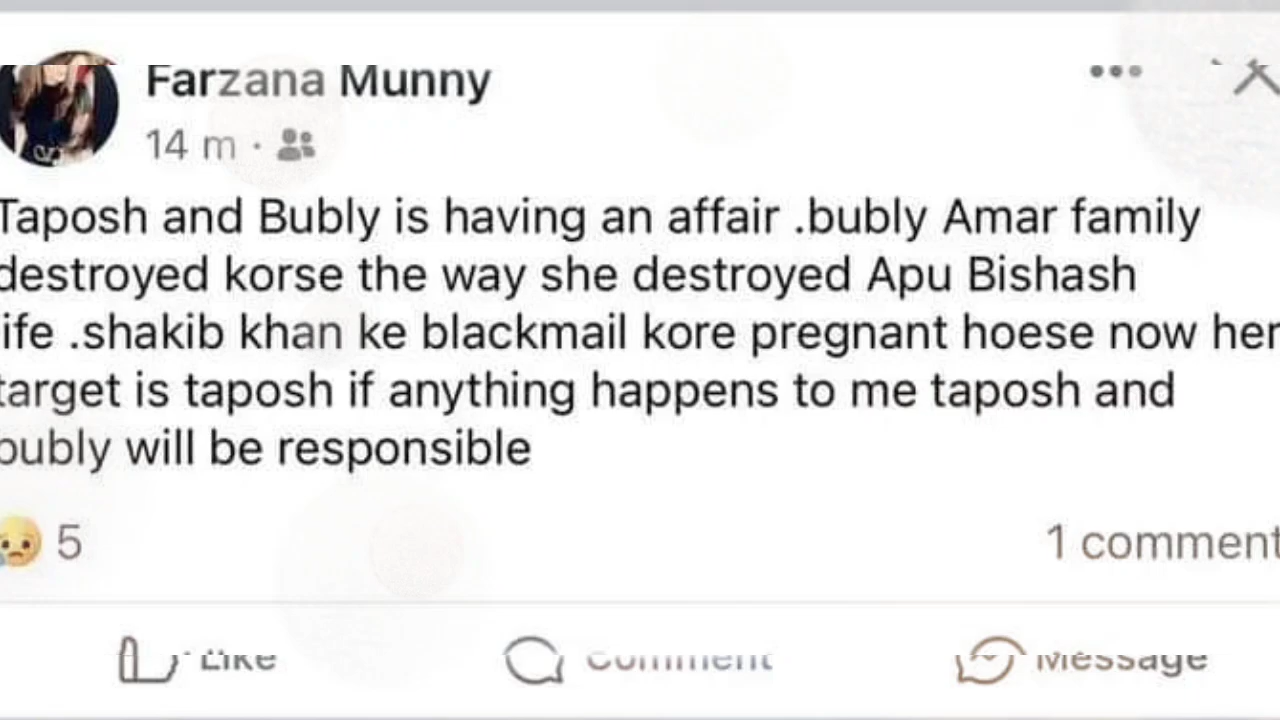 Farzana Munny
14 m ·
Taposh and Bubly is having an affair .bubly Amar family
destroyed korse the way she destroyed Apu Bishash
life .shakib khan ke blackmail kore pregnant hoese now her
target is taposh if anything happens to me taposh and
bubly will be responsible
5
1 comment
Like
Comment
Message